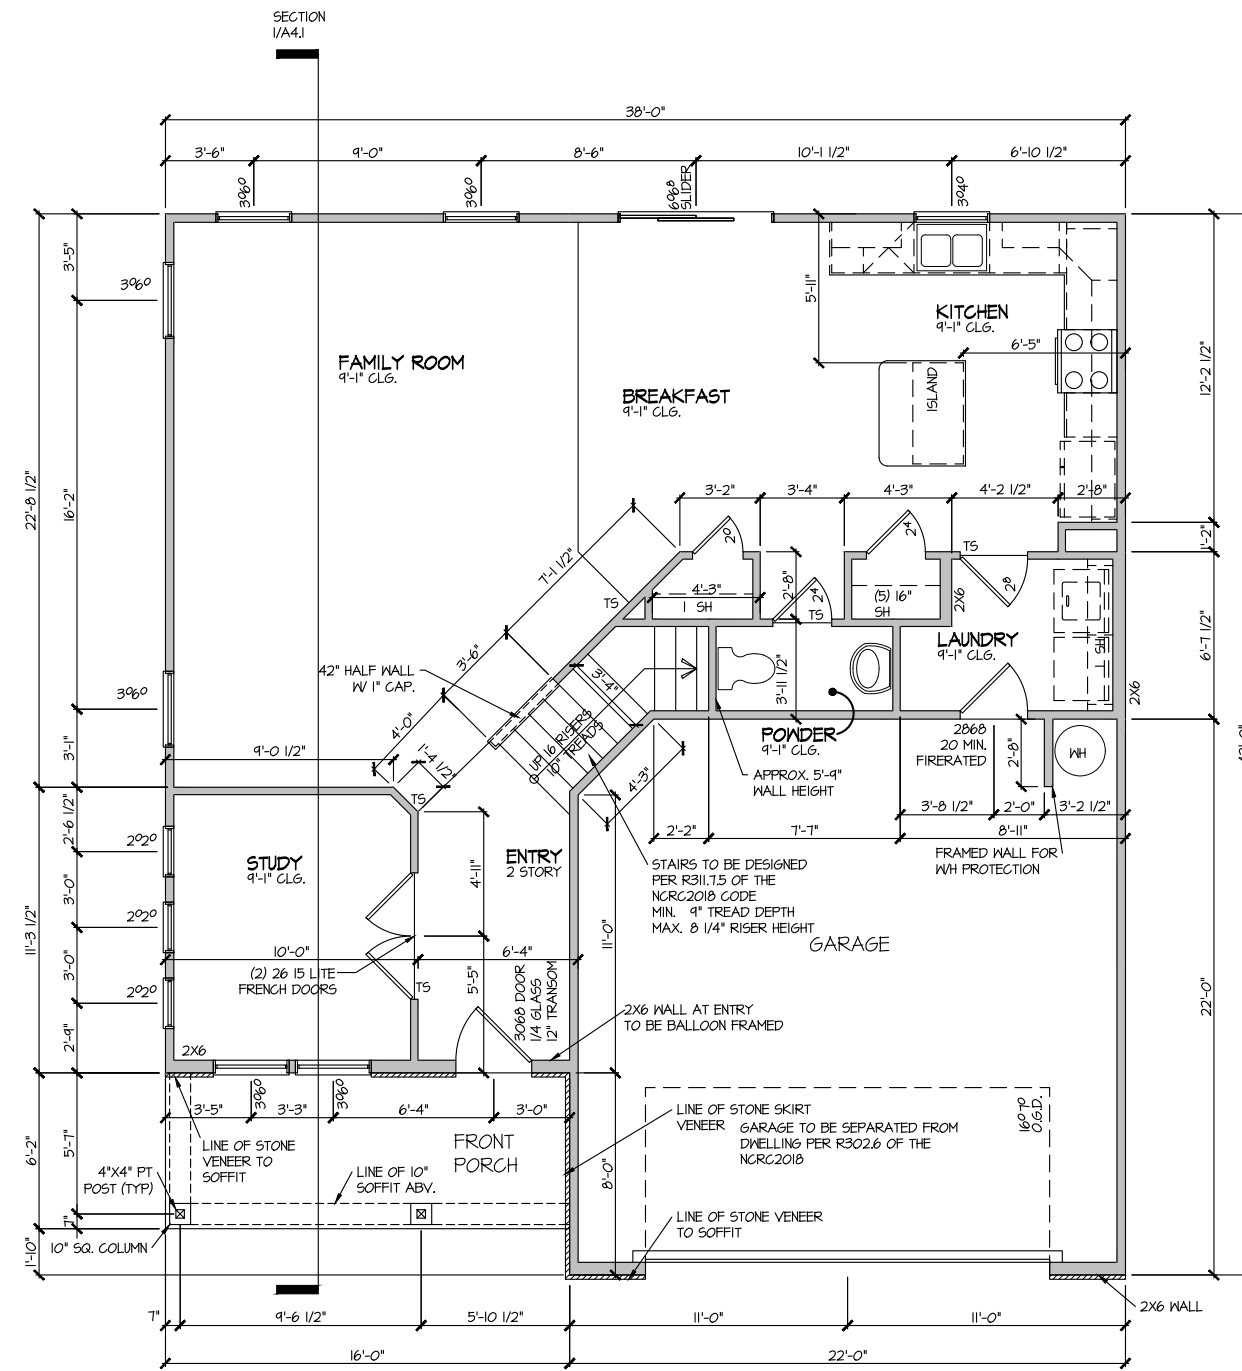 SECTION
1/A4.1
38'-0"
3'-6"
9'-0"
8'-6"
10'-1 1/2"
6'-10 1/2"
3⁰6⁰
3⁰6⁰
6⁰6⁸
SLIDER
3⁰4⁰
3'-5"
3⁰6⁰
5'-11"
KITCHEN
9'-1" CLG.
6'-5"
FAMILY ROOM
9'-1" CLG.
BREAKFAST
9'-1" CLG.
ISLAND
12'-2 1/2"
22'-8 1/2"
16'-2"
3'-2"
3'-4"
4'-3"
4'-2 1/2"
2'-8"
1'-2"
2⁰
2⁴
TS
7'-1 1/2"
4'-3"
1 SH
2'-8"
2⁴
TS
(5) 16"
SH
2X6
2⁸
TS
LAUNDRY
9'-1" CLG.
1 SH
6'-7 1/2"
2X6
3'-6"
42" HALF WALL
W/ 1" CAP.
3'-4"
3'-11 1/2"
3⁰6⁰
4'-0"
1'-4 1/2"
UP 16 RISERS
10" TREADS
POWDER
9'-1" CLG.
2868
20 MIN.
FIRERATED
2'-8"
WH
9'-0 1/2"
3'-1"
4'-3"
APPROX. 5'-9"
WALL HEIGHT
TS
3'-8 1/2"
2'-0"
3'-2 1/2"
2'-2"
7'-7"
8'-11"
2'-6 1/2"
2⁰2⁰
STUDY
9'-1" CLG.
4'-11"
ENTRY
2 STORY
STAIRS TO BE DESIGNED
PER R311.7.5 OF THE
NCRC2018 CODE
MIN. 9" TREAD DEPTH
MAX. 8 1/4" RISER HEIGHT
FRAMED WALL FOR
W/H PROTECTION
11'-3 1/2"
3'-0"
2⁰2⁰
10'-0"
6'-4"
11'-0"
GARAGE
(2) 26 15 LITE
FRENCH DOORS
TS
5'-5"
3068 DOOR
1/4 GLASS
12" TRANSOM
3'-0"
2⁰2⁰
2'-9"
2X6
2X6 WALL AT ENTRY
TO BE BALLOON FRAMED
22'-0"
3⁰6⁰
3⁰6⁰
3'-5"
3'-3"
6'-4"
3'-0"
LINE OF STONE SKIRT
VENEER
GARAGE TO BE SEPARATED FROM
DWELLING PER R302.6 OF THE
NCRC2018
16⁰7⁰
O.G.D.
6'-2"
5'-7"
LINE OF STONE
VENEER TO
SOFFIT
FRONT
PORCH
4"X4" PT
POST (TYP)
LINE OF 10"
SOFFIT ABV.
8'-0"
LINE OF STONE VENEER
TO SOFFIT
7"
10" SQ. COLUMN
1'-10"
2X6 WALL
7"
9'-6 1/2"
5'-10 1/2"
11'-0"
11'-0"
16'-0"
22'-0"